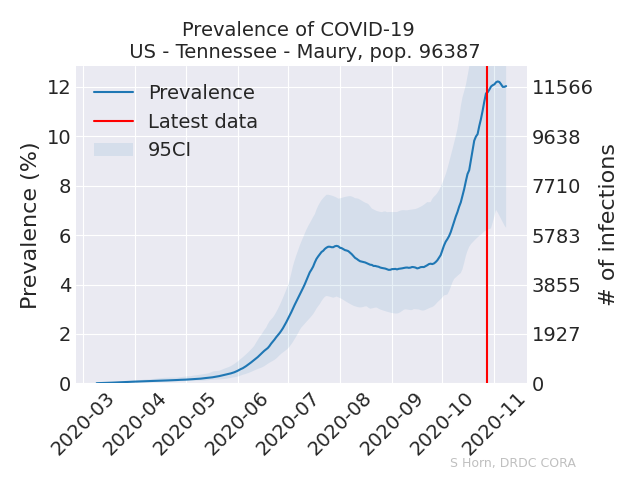 Prevalence of COVID-19
US - Tennessee - Maury, pop. 96387
Prevalence
Latest data
95CI
Prevalence (%)
12
10
8
6
4
2
0
11566
9638
7710
5783
3855
1927
0
# of infections
2020-03
2020-04
2020-05
2020-06
2020-07
2020-08
2020-09
2020-10
2020-11
S Horn, DRDC CORA